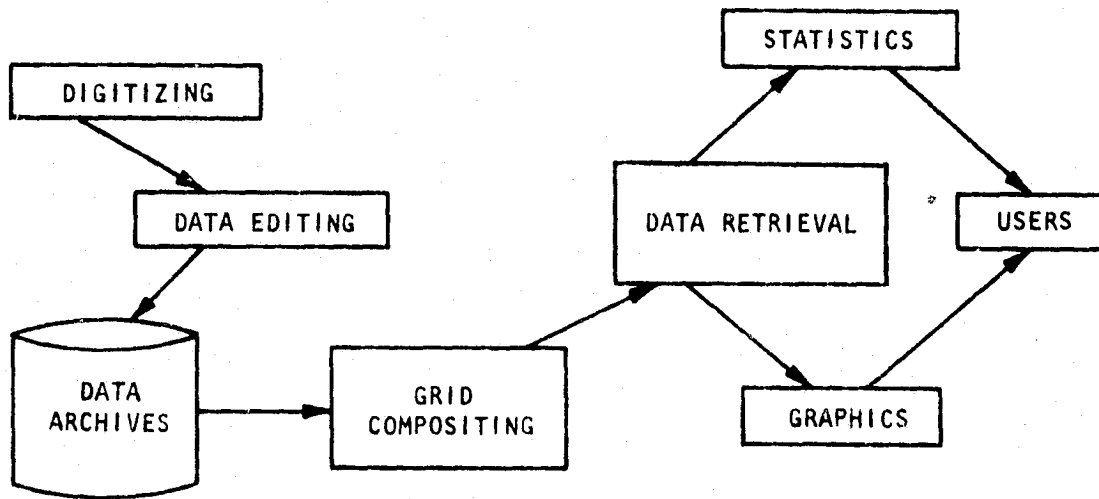 DIGITIZING
DATA EDITING
DATA
ARCHIVES
GRID
COMPOSITING
DATA RETRIEVAL
STATISTICS
GRAPHICS
USERS